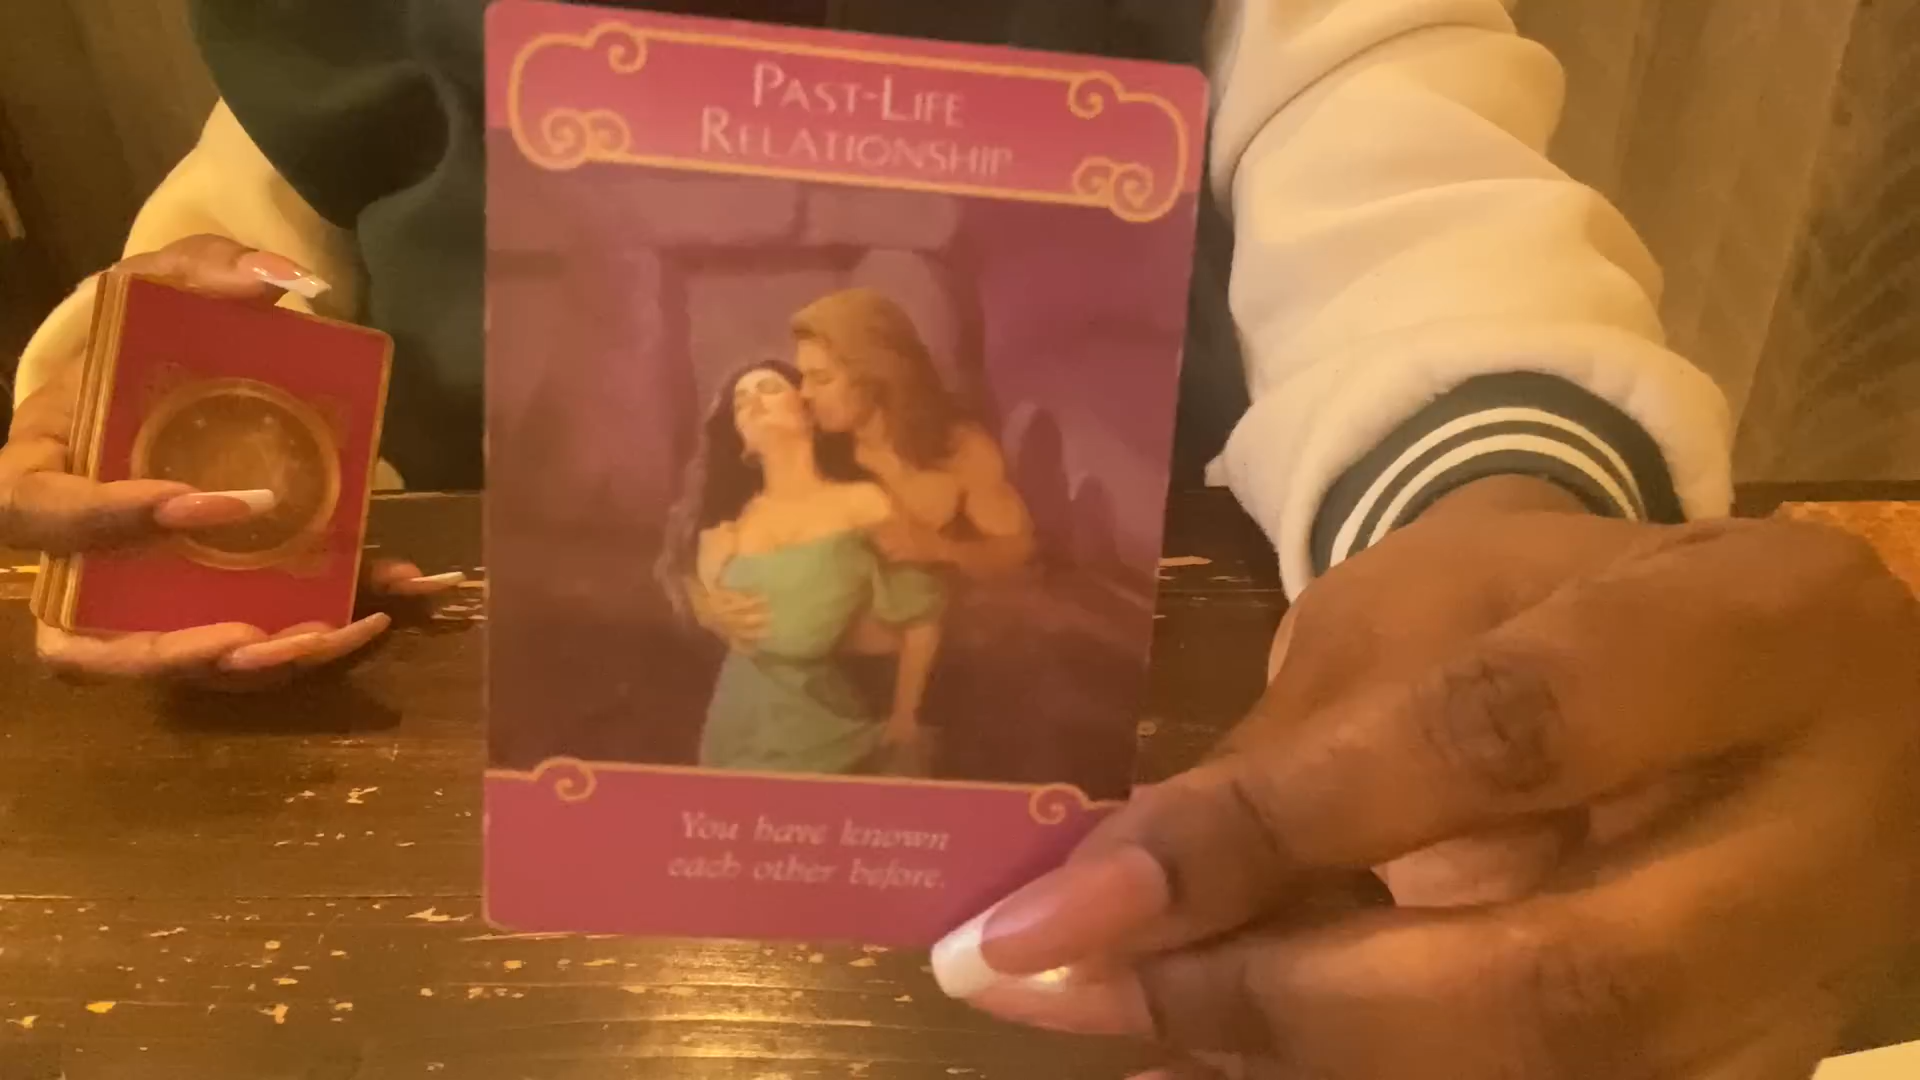 PAST-LIFE
RELATIONSHIP
You have known
each other before.